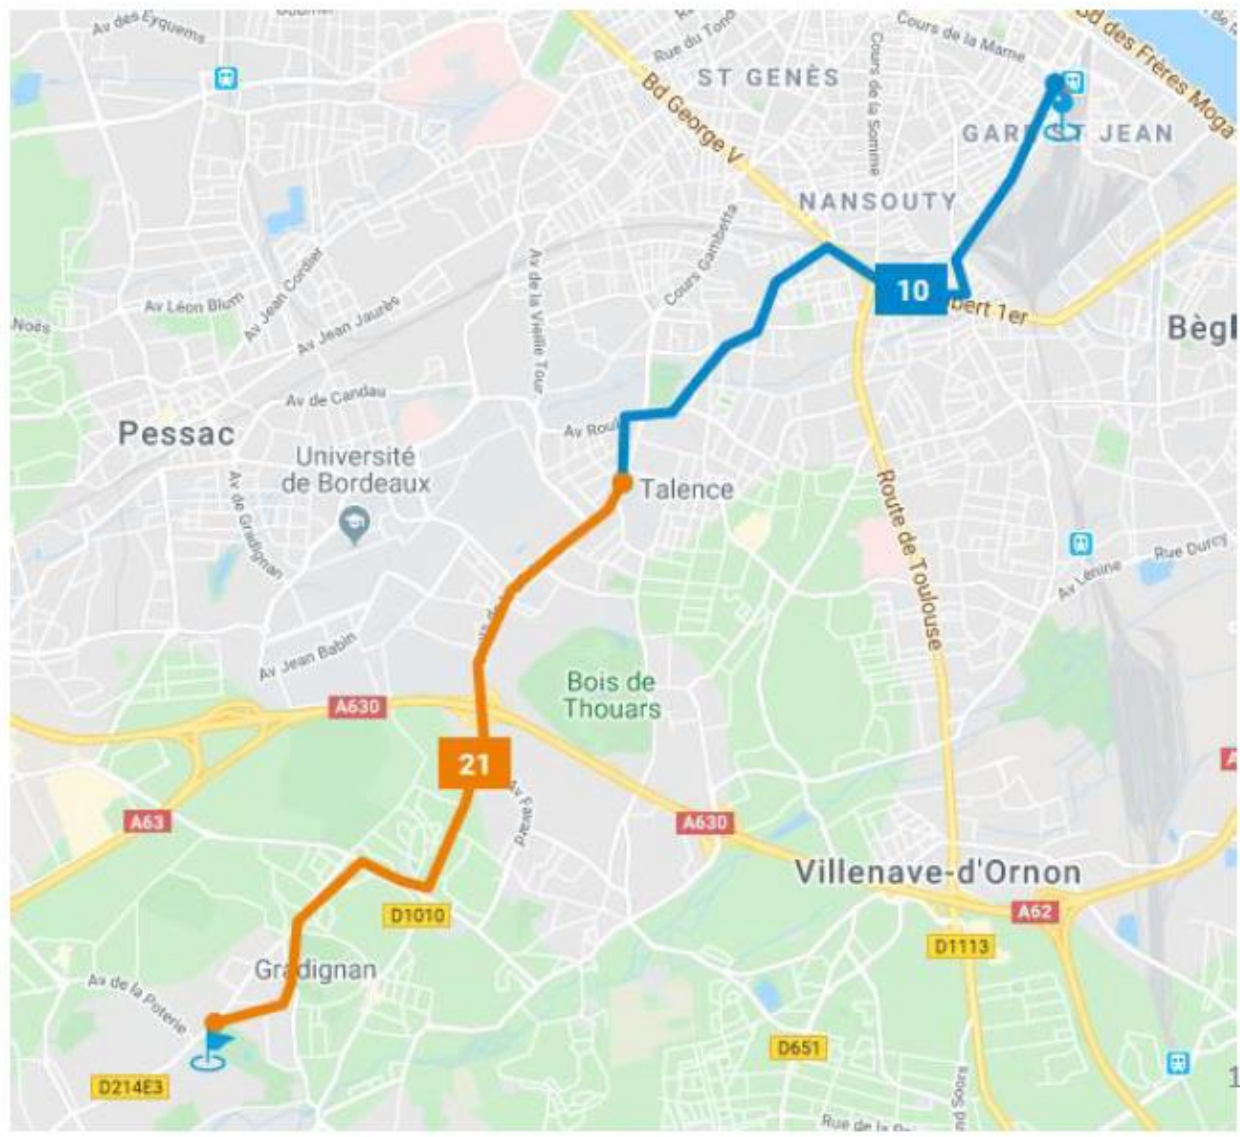 Av des Eyquems
Rue du Tond
Cours de la Marne
Bd des Frères Moga
ST GENÈS
Bd George V
Cours de la Somme
GARE ST JEAN
NANSOUTY
Cours Gambetta
Av de la Vieille Tour
Av Léon Blum
Av Jean Cordier
Av Jean Jaurès
Noès
10
bert 1er
Bègl
Av de Candau
Pessac
Av Roul
Université
de Bordeaux
Av de Gradignan
Talence
Route de Toulouse
Rue Durcy
Av Lénine
Av Jean Babin
Bois de
Thouars
A630
21
Av Favard
A63
A630
Villenave-d'Ornon
A62
D1010
D1113
Gradignan
Av de la Poterie
D651
D214E3
1